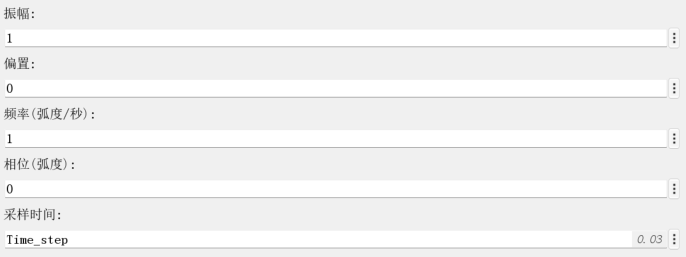 振幅:
1
偏置:
0
频率(弧度/秒):
1
相位(弧度):
0
采样时间:
Time_step 0.03